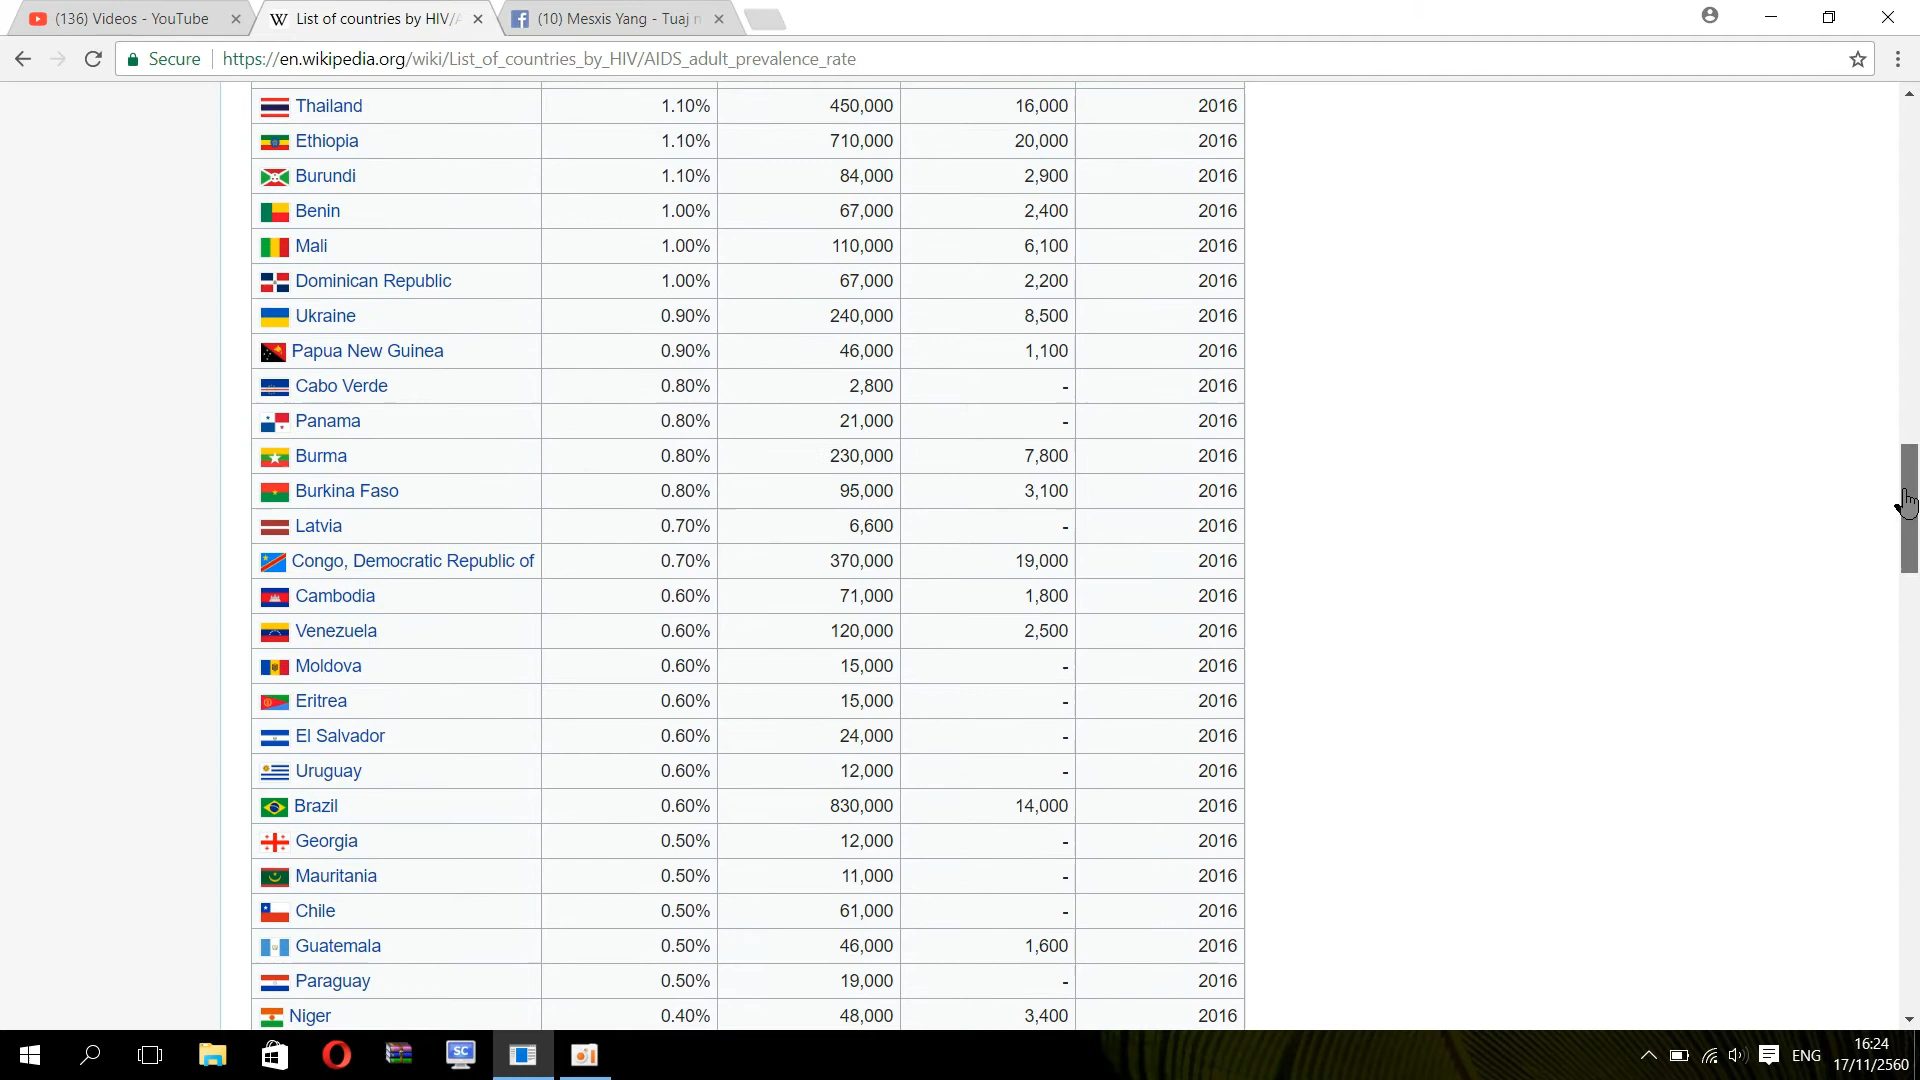 (136) Videos - YouTube
List of countries by HIV/A
(10) Mesxis Yang - Tuaj n
Secure https://en.wikipedia.org/wiki/List_of_countries_by_HIV/AIDS_adult_prevalence_rate
Thailand 1.10% 450,000 16,000 2016
Ethiopia 1.10% 710,000 20,000 2016
Burundi 1.10% 84,000 2,900 2016
Benin 1.00% 67,000 2,400 2016
Mali 1.00% 110,000 6,100 2016
Dominican Republic 1.00% 67,000 2,200 2016
Ukraine 0.90% 240,000 8,500 2016
Papua New Guinea 0.90% 46,000 1,100 2016
Cabo Verde 0.80% 2,800 - 2016
Panama 0.80% 21,000 - 2016
Burma 0.80% 230,000 7,800 2016
Burkina Faso 0.80% 95,000 3,100 2016
Latvia 0.70% 6,600 - 2016
Congo, Democratic Republic of 0.70% 370,000 19,000 2016
Cambodia 0.60% 71,000 1,800 2016
Venezuela 0.60% 120,000 2,500 2016
Moldova 0.60% 15,000 - 2016
Eritrea 0.60% 15,000 - 2016
El Salvador 0.60% 24,000 - 2016
Uruguay 0.60% 12,000 - 2016
Brazil 0.60% 830,000 14,000 2016
Georgia 0.50% 12,000 - 2016
Mauritania 0.50% 11,000 - 2016
Chile 0.50% 61,000 - 2016
Guatemala 0.50% 46,000 1,600 2016
Paraguay 0.50% 19,000 - 2016
Niger 0.40% 48,000 3,400 2016
SC
ENG
16:24
17/11/2560